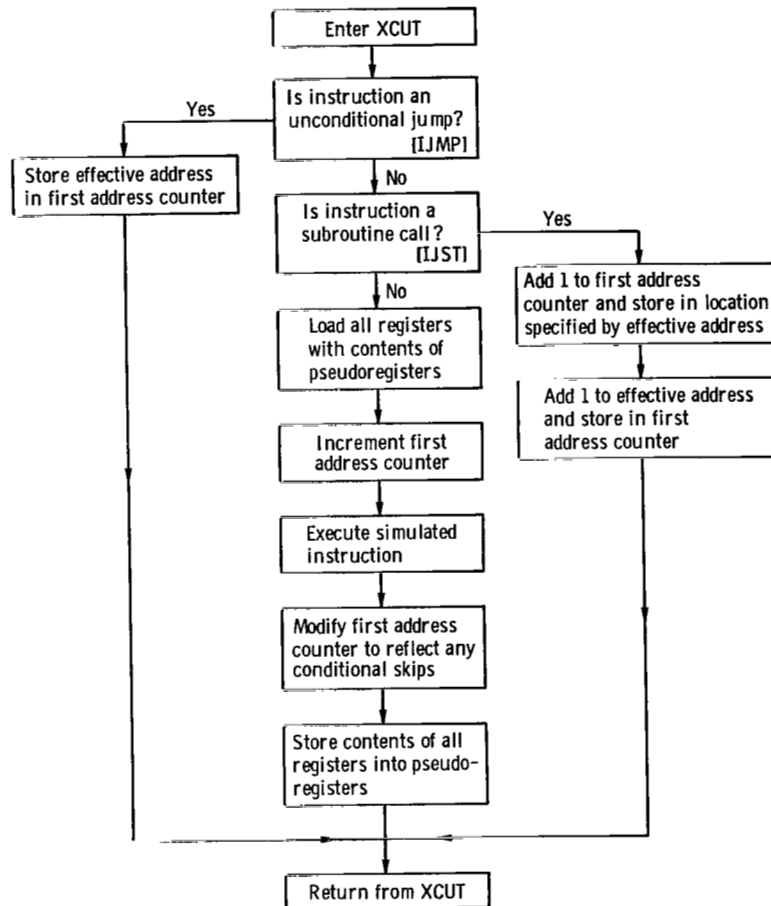 Enter XCUT
Is instruction an
unconditional jump?
[IJMP]
Yes
Store effective address
in first address counter
No
Is instruction a
subroutine call?
[IJST]
Yes
Add 1 to first address
counter and store in location
specified by effective address
Add 1 to effective address
and store in first
address counter
No
Load all registers
with contents of
pseudoregisters
Increment first
address counter
Execute simulated
instruction
Modify first address
counter to reflect any
conditional skips
Store contents of all
registers into pseudo-
registers
Return from XCUT